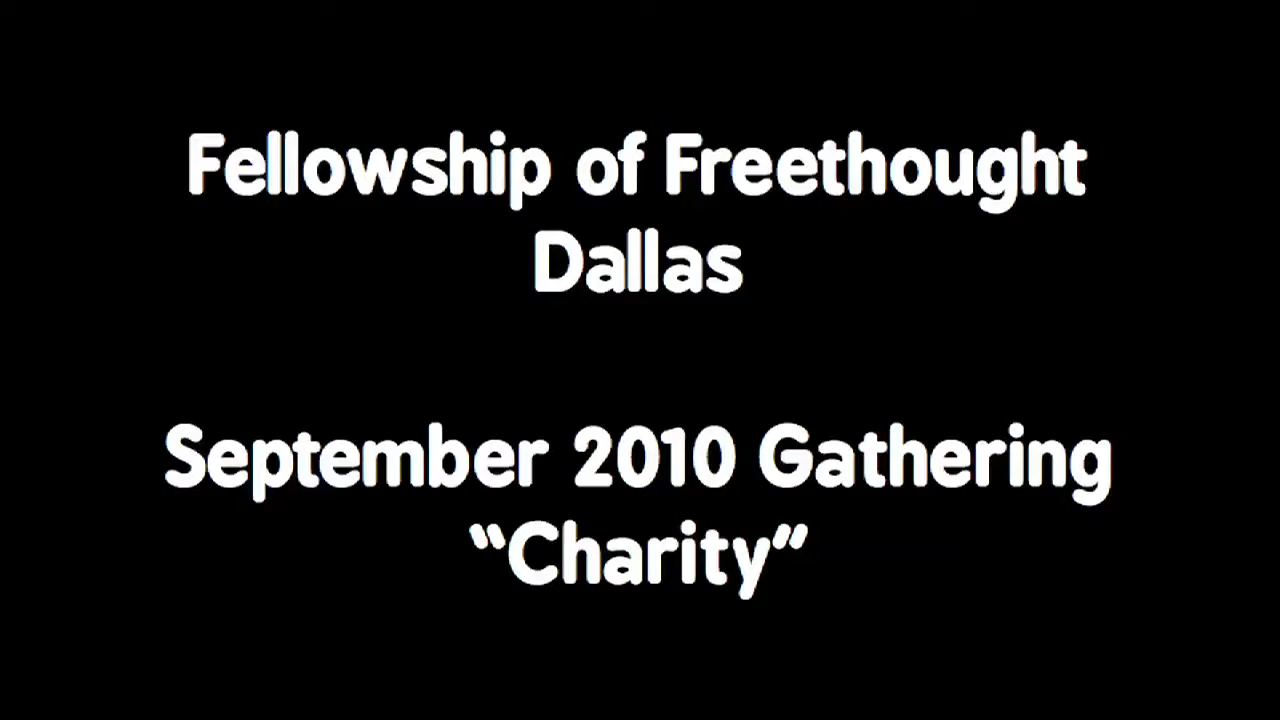 Fellowship of Freethought
Dallas
September 2010 Gathering
“Charity”